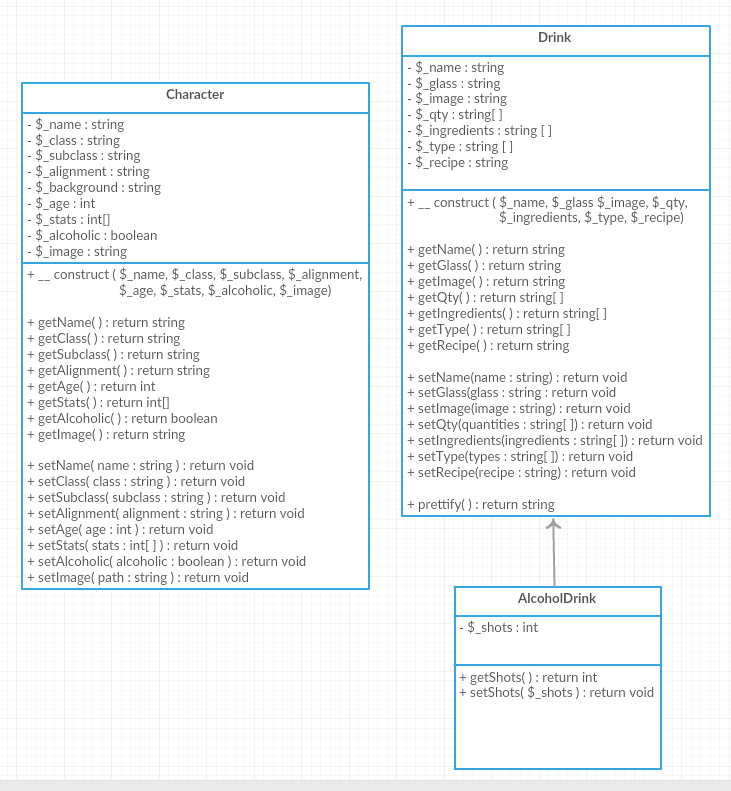 Character
- $_name : string
- $_class : string
- $_subclass : string
- $_alignment : string
- $_background : string
- $_age : int
- $_stats : int[]
- $_alcoholic : boolean
- $_image : string
+ __ construct ( $_name, $_class, $_subclass, $_alignment,
$_age, $_stats, $_alcoholic, $_image)
+ getName( ) : return string
+ getClass( ) : return string
+ getSubclass( ) : return string
+ getAlignment( ) : return string
+ getAge( ) : return int
+ getStats( ) : return int[]
+ getAlcoholic( ) : return boolean
+ getImage( ) : return string
+ setName( name : string ) : return void
+ setClass( class : string ) : return void
+ setSubclass( subclass : string ) : return void
+ setAlignment( alignment : string ) : return void
+ setAge( age : int ) : return void
+ setStats( stats : int[ ] ) : return void
+ setAlcoholic( alcoholic : boolean ) : return void
+ setImage( path : string ) : return void
Drink
- $_name : string
- $_glass : string
- $_image : string
- $_qty : string[ ]
- $_ingredients : string [ ]
- $_type : string [ ]
- $_recipe : string
+ __ construct ( $_name, $_glass $_image, $_qty,
$_ingredients, $_type, $_recipe)
+ getName( ) : return string
+ getGlass( ) : return string
+ getImage( ) : return string
+ getQty( ) : return string[ ]
+ getIngredients( ) : return string[ ]
+ getType( ) : return string[ ]
+ getRecipe( ) : return string
+ setName(name : string) : return void
+ setGlass(glass : string : return void
+ setImage(image : string) : return void
+ setQty(quantities : string[ ]) : return void
+ setIngredients(ingredients : string[ ]) : return void
+ setType(types : string[ ]) : return void
+ setRecipe(recipe : string) : return void
+ prettify( ) : return string
AlcoholDrink
- $_shots : int
+ getShots( ) : return int
+ setShots( $_shots ) : return void